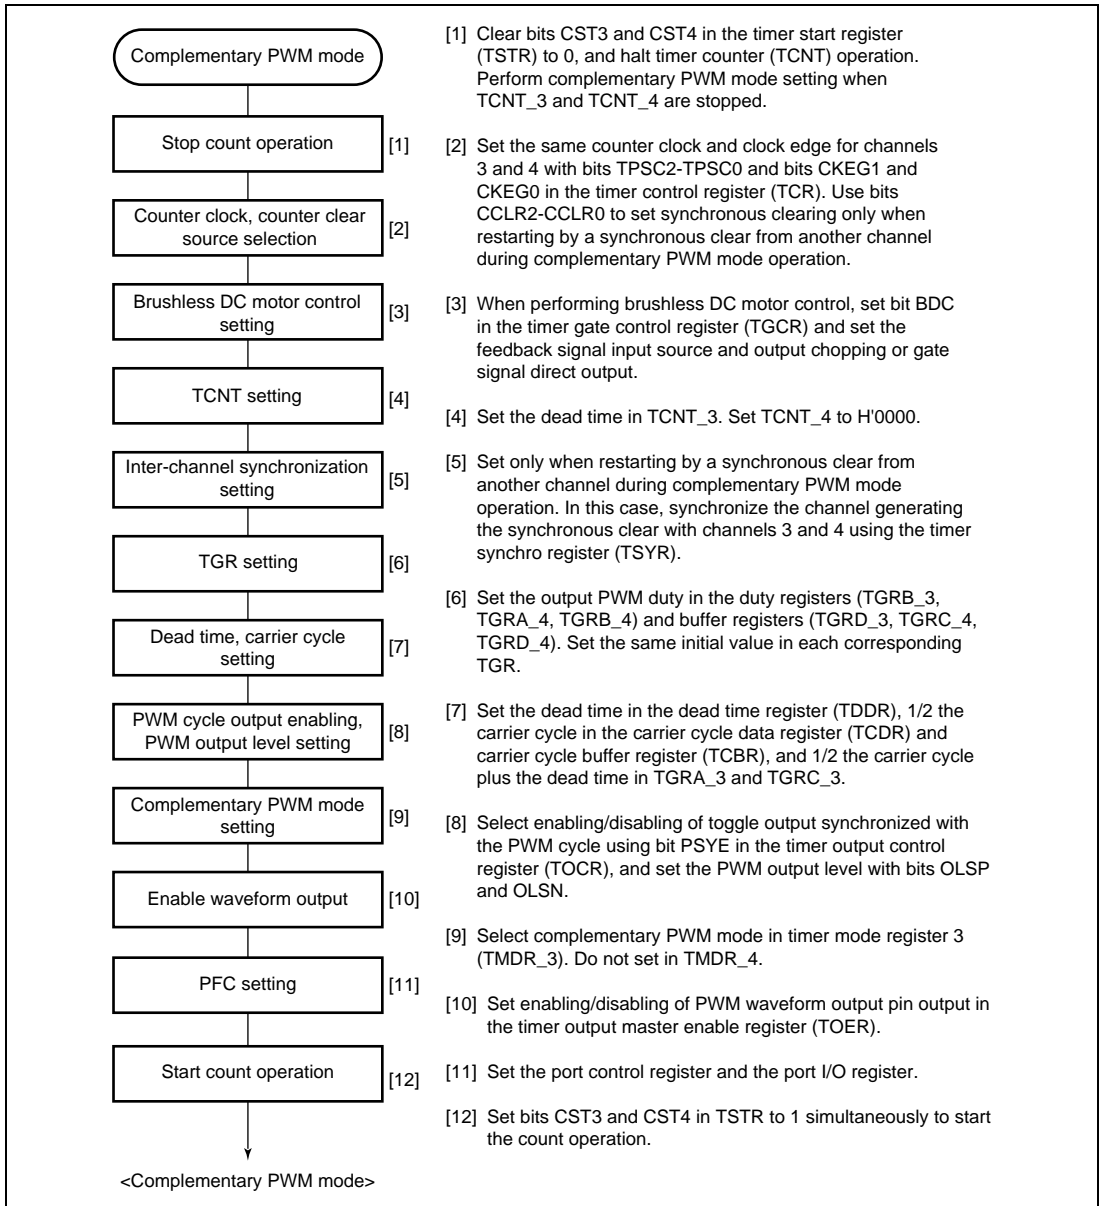 Complementary PWM mode
Stop count operation
[1]
Counter clock, counter clear
source selection
[2]
Brushless DC motor control
setting
[3]
TCNT setting
[4]
Inter-channel synchronization
setting
[5]
TGR setting
[6]
Dead time, carrier cycle
setting
[7]
PWM cycle output enabling,
PWM output level setting
[8]
Complementary PWM mode
setting
[9]
Enable waveform output
[10]
PFC setting
[11]
Start count operation
[12]
<Complementary PWM mode>
[1] Clear bits CST3 and CST4 in the timer start register
(TSTR) to 0, and halt timer counter (TCNT) operation.
Perform complementary PWM mode setting when
TCNT_3 and TCNT_4 are stopped.
[2] Set the same counter clock and clock edge for channels
3 and 4 with bits TPSC2-TPSC0 and bits CKEG1 and
CKEG0 in the timer control register (TCR). Use bits
CCLR2-CCLR0 to set synchronous clearing only when
restarting by a synchronous clear from another channel
during complementary PWM mode operation.
[3] When performing brushless DC motor control, set bit BDC
in the timer gate control register (TGCR) and set the
feedback signal input source and output chopping or gate
signal direct output.
[4] Set the dead time in TCNT_3. Set TCNT_4 to H'0000.
[5] Set only when restarting by a synchronous clear from
another channel during complementary PWM mode
operation. In this case, synchronize the channel generating
the synchronous clear with channels 3 and 4 using the timer
synchro register (TSYR).
[6] Set the output PWM duty in the duty registers (TGRB_3,
TGRA_4, TGRB_4) and buffer registers (TGRD_3, TGRC_4,
TGRD_4). Set the same initial value in each corresponding
TGR.
[7] Set the dead time in the dead time register (TDDR), 1/2 the
carrier cycle in the carrier cycle data register (TCDR) and
carrier cycle buffer register (TCBR), and 1/2 the carrier cycle
plus the dead time in TGRA_3 and TGRC_3.
[8] Select enabling/disabling of toggle output synchronized with
the PWM cycle using bit PSYE in the timer output control
register (TOCR), and set the PWM output level with bits OLSP
and OLSN.
[9] Select complementary PWM mode in timer mode register 3
(TMDR_3). Do not set in TMDR_4.
[10] Set enabling/disabling of PWM waveform output pin output in
the timer output master enable register (TOER).
[11] Set the port control register and the port I/O register.
[12] Set bits CST3 and CST4 in TSTR to 1 simultaneously to start
the count operation.